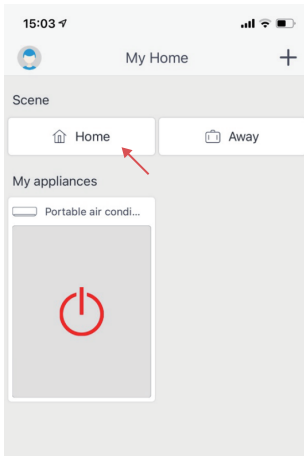 15:03
My Home
Scene
Home
Away
My appliances
Portable air condi...